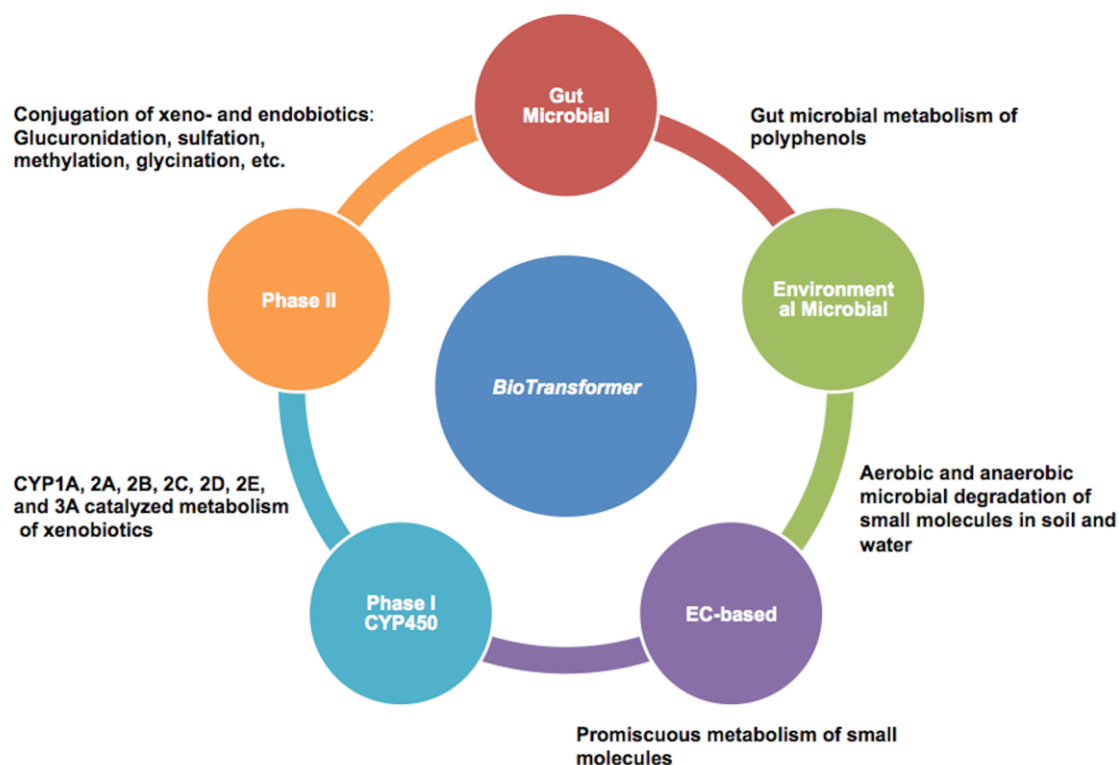 Gut
Microbial
Conjugation of xeno- and endobiotics:
Glucuronidation, sulfation,
methylation, glycination, etc.
Gut microbial metabolism of
polyphenols
Phase II
Environment
al Microbial
BioTransformer
CYP1A, 2A, 2B, 2C, 2D, 2E,
and 3A catalyzed metabolism
of xenobiotics
Aerobic and anaerobic
microbial degradation of
small molecules in soil and
water
Phase I
CYP450
EC-based
Promiscuous metabolism of small
molecules